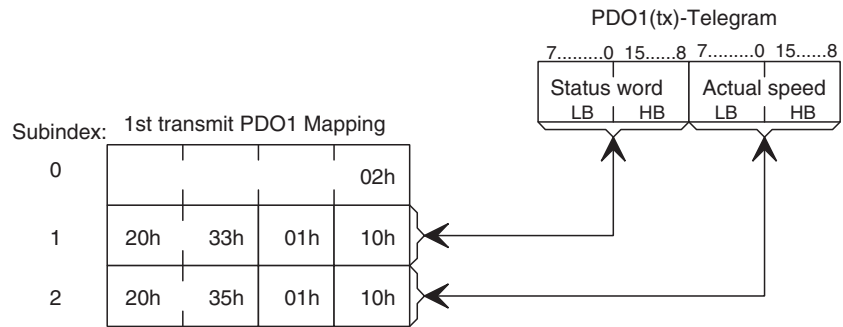 PDO1(tx)-Telegram
7.........0 15......8 7.........0 15......8
Status word Actual speed
LB HB LB HB
Subindex: 1st transmit PDO1 Mapping
0 02h
1 20h 33h 01h 10h
2 20h 35h 01h 10h